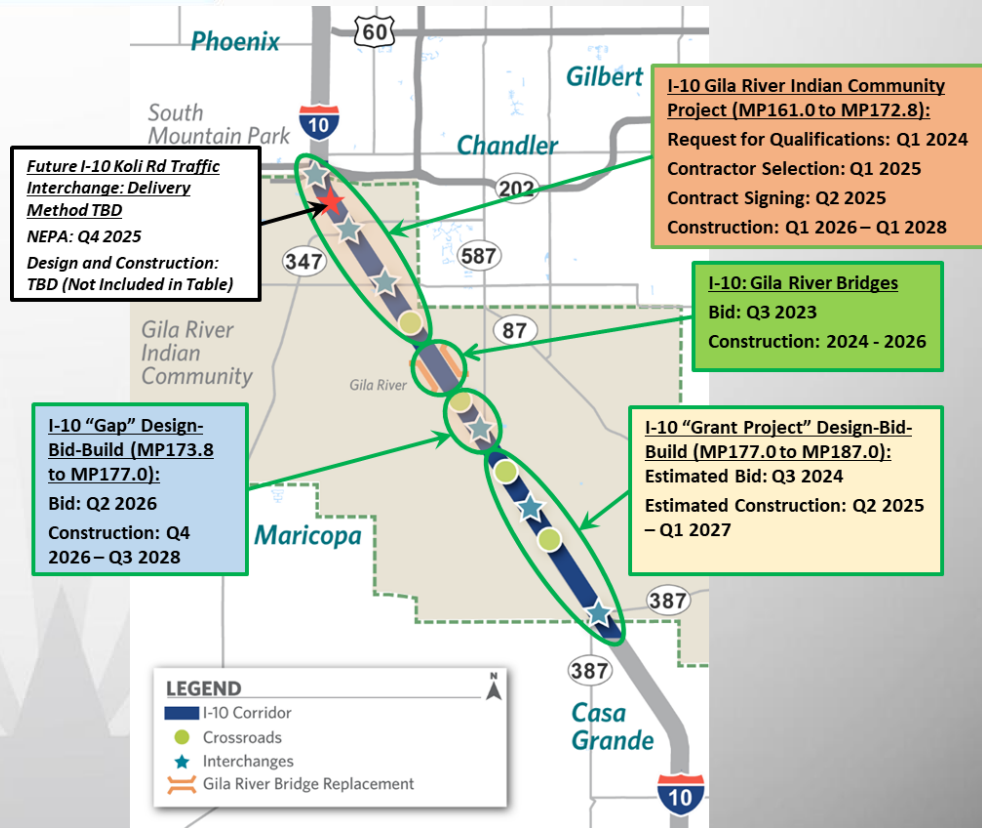 Phoenix
60
Gilbert
South
Mountain Park
10
Chandler
202
I-10 Gila River Indian Community
Project (MP161.0 to MP172.8):
Request for Qualifications: Q1 2024
Contractor Selection: Q1 2025
Contract Signing: Q2 2025
Construction: Q1 2026 – Q1 2028
Future I-10 Koli Rd Traffic
Interchange: Delivery
Method TBD
NEPA: Q4 2025
Design and Construction:
TBD (Not Included in Table)
347
587
I-10: Gila River Bridges
Bid: Q3 2023
Construction: 2024 - 2026
87
Gila River
Indian
Community
Gila River
I-10 “Gap” Design-
Bid-Build (MP173.8
to MP177.0):
Bid: Q2 2026
Construction: Q4
2026 – Q3 2028
I-10 “Grant Project” Design-Bid-
Build (MP177.0 to MP187.0):
Estimated Bid: Q3 2024
Estimated Construction: Q2 2025
– Q1 2027
Maricopa
387
387
LEGEND
N
I-10 Corridor
Crossroads
Interchanges
Gila River Bridge Replacement
Casa
Grande
10